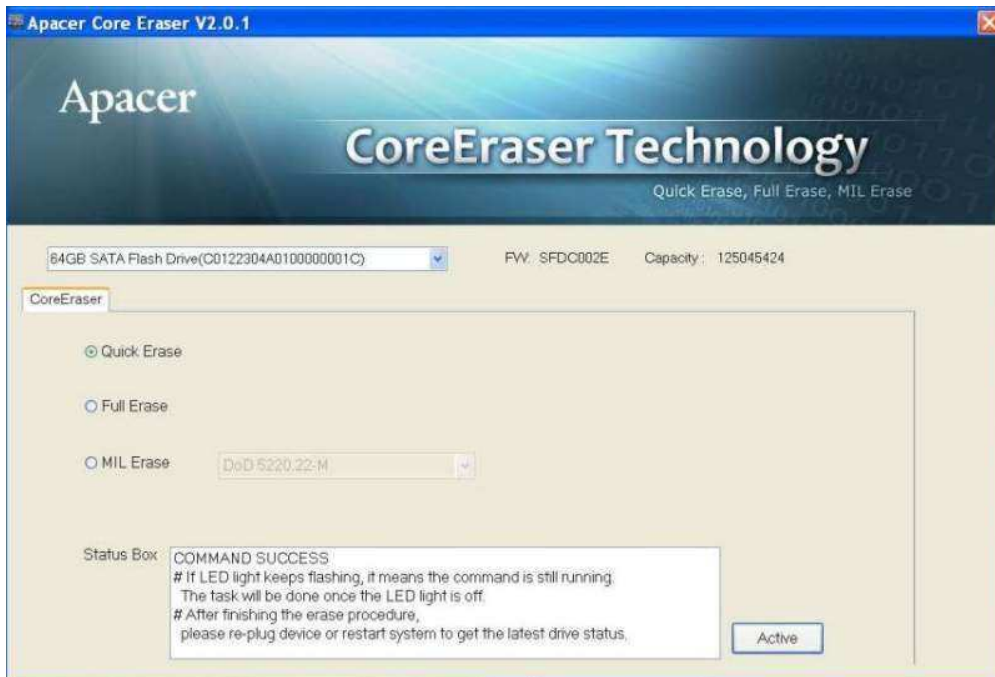 Apacer Core Eraser V2.0.1
Apacer
CoreEraser Technology
Quick Erase, Full Erase, MIL Erase
64GB SATA Flash Drive(C0122304A0100000001C) FW: SFDC002E Capacity : 125045424
CoreEraser
Quick Erase
Full Erase
MIL Erase DoD 5220.22-M
Status Box COMMAND SUCCESS
# If LED light keeps flashing, it means the command is still running.
The task will be done once the LED light is off.
# After finishing the erase procedure,
please re-plug device or restart system to get the latest drive status.
Active